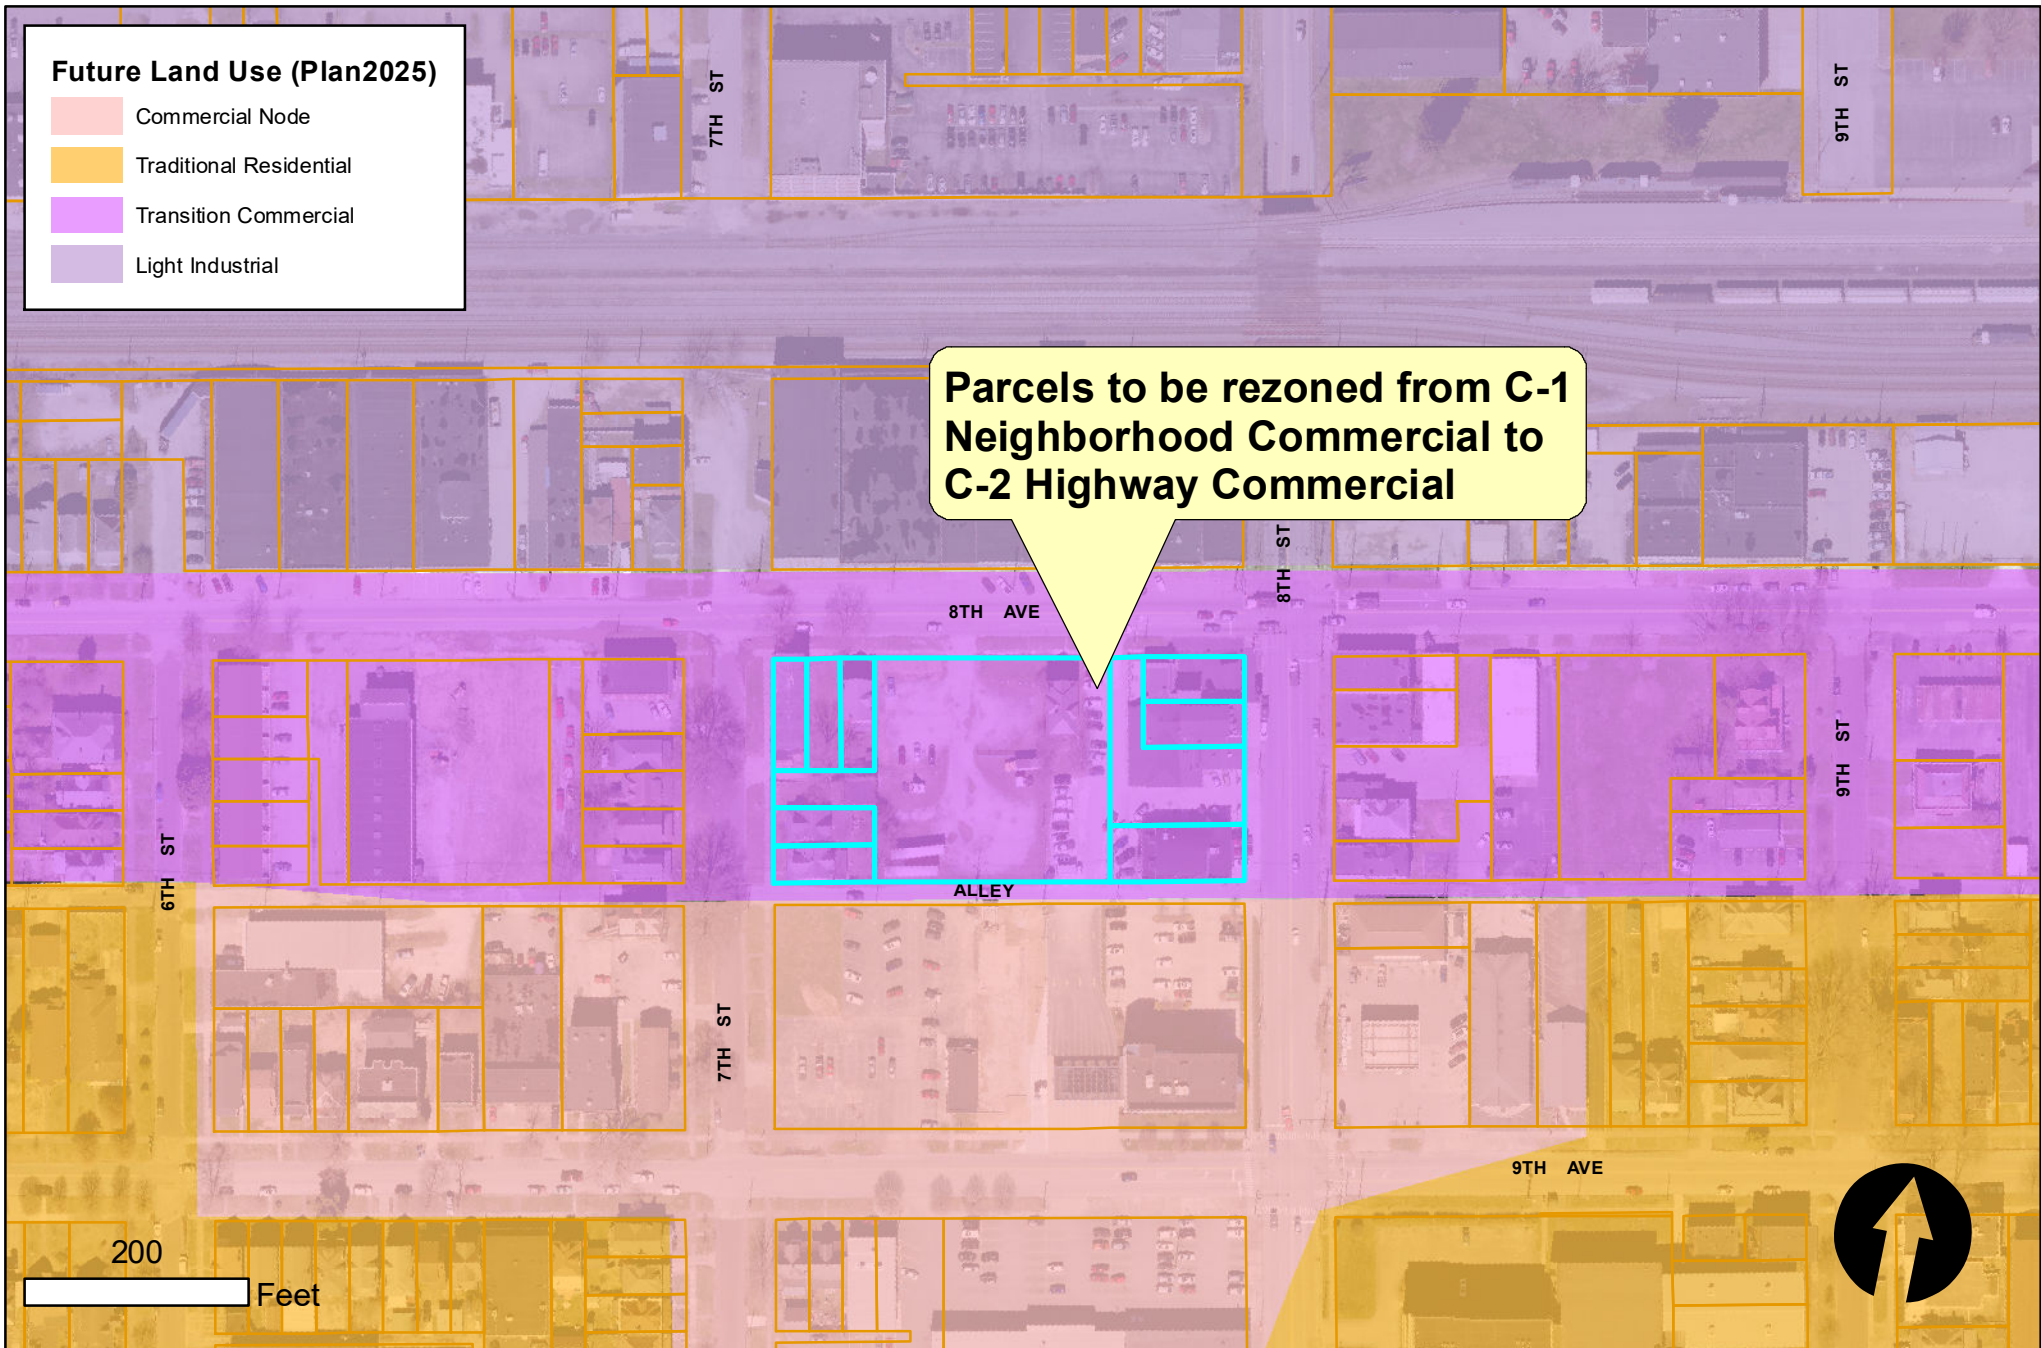 Future Land Use (Plan2025)
Commercial Node
Traditional Residential
Transition Commercial
Light Industrial
7TH ST
9TH ST
Parcels to be rezoned from C-1
Neighborhood Commercial to
C-2 Highway Commercial
8TH ST
8TH AVE
9TH ST
6TH ST
ALLEY
7TH ST
9TH AVE
200
Feet